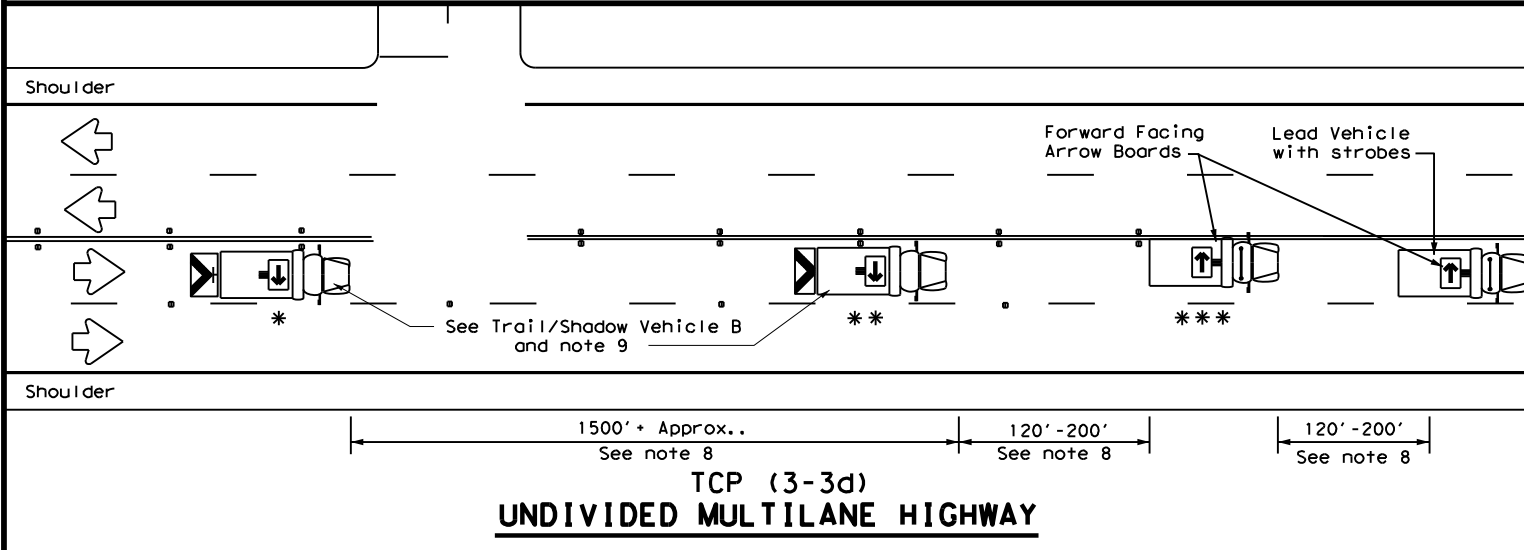 Shoulder
Forward Facing
Arrow Boards
Lead Vehicle
with strobes
*
**
***
See Trail/Shadow Vehicle B
and note 9
Shoulder
1500'+ Approx..
See note 8
120'-200'
See note 8
120'-200'
See note 8
TCP (3-3d)
UNDIVIDED MULTILANE HIGHWAY